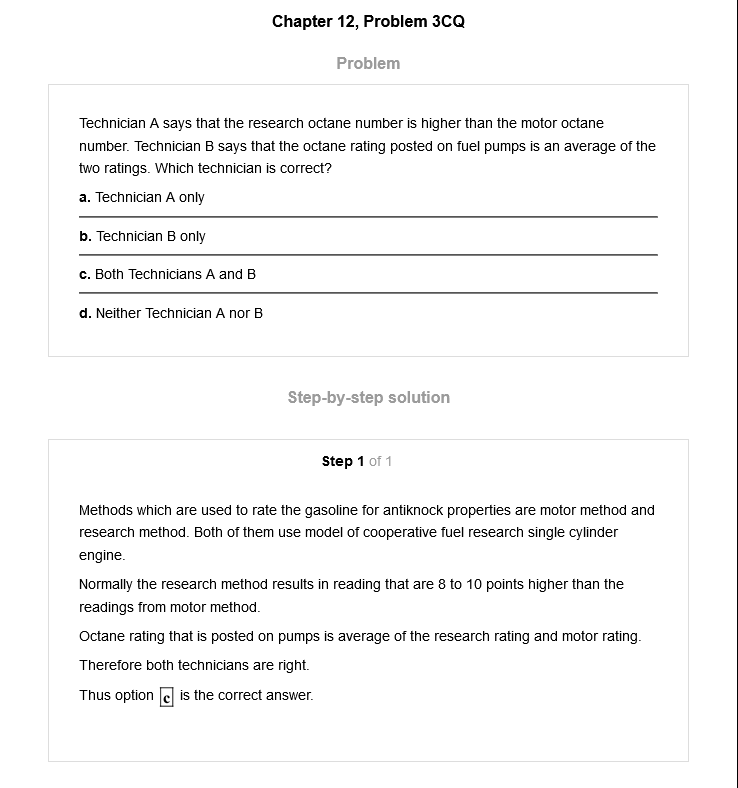 Chapter 12, Problem 3CQ
Problem
Technician A says that the research octane number is higher than the motor octane
number. Technician B says that the octane rating posted on fuel pumps is an average of the
two ratings. Which technician is correct?
a. Technician A only
b. Technician B only
c. Both Technicians A and B
d. Neither Technician A nor B
Step-by-step solution
Step 1 of 1
Methods which are used to rate the gasoline for antiknock properties are motor method and
research method. Both of them use model of cooperative fuel research single cylinder
engine.
Normally the research method results in reading that are 8 to 10 points higher than the
readings from motor method.
Octane rating that is posted on pumps is average of the research rating and motor rating.
Therefore both technicians are right.
Thus option c is the correct answer.